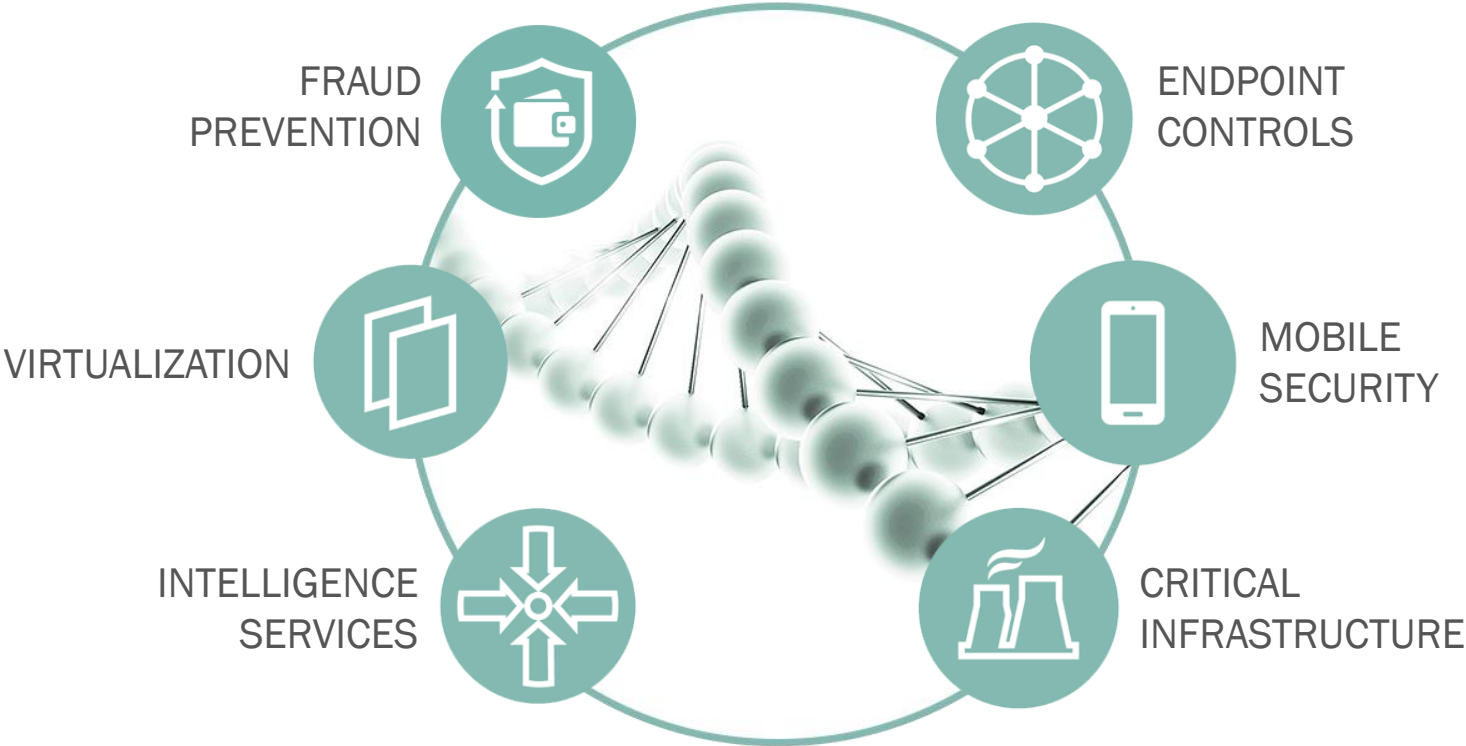 FRAUD
PREVENTION
ENDPOINT
CONTROLS
VIRTUALIZATION
MOBILE
SECURITY
INTELLIGENCE
SERVICES
CRITICAL
INFRASTRUCTURE